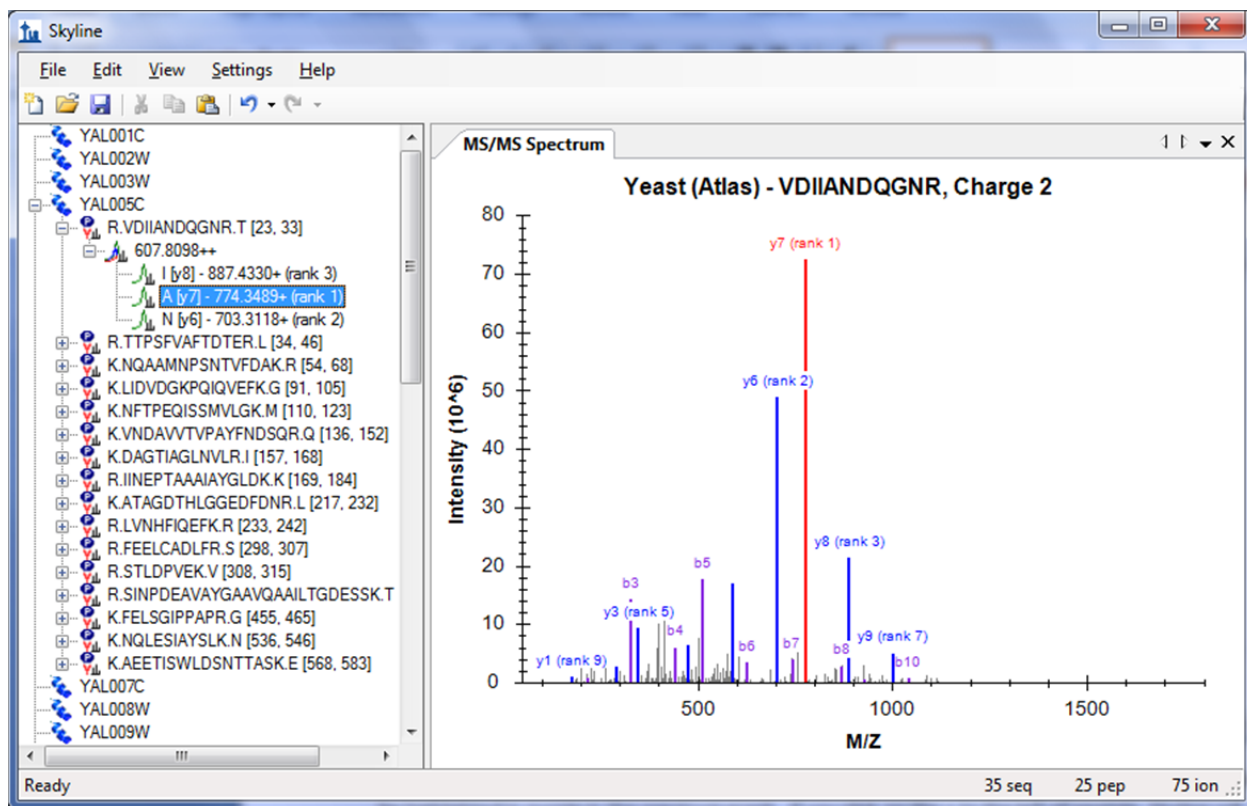 Skyline
File Edit View Settings Help
YAL001C
YAL002W
YAL003W
YAL005C
R.VDIIANDQGNR.T [23, 33]
607.8098++
I [y8] - 887.4330+ (rank 3)
A [y7] - 774.3489+ (rank 1)
N [y6] - 703.3118+ (rank 2)
R.TTPSFVAFTDTER.L [34, 46]
K.NQAAMNPSNTVFDAK.R [54, 68]
K.LIDVDGKPQIQVEFK.G [91, 105]
K.NFTPEQISSMVLGK.M [110, 123]
K.VNDAVVTVPAYFNDSQR.Q [136, 152]
K.DAGTIAGLNVLR.I [157, 168]
R.IINEPTAAAIAYGLDK.K [169, 184]
K.ATAGDTHLGGEDFDNR.L [217, 232]
R.LVNHFIQEFK.R [233, 242]
R.FEELCADLFR.S [298, 307]
R.STLDPVEK.V [308, 315]
R.SINPDEAVAYGAAVQAAILTGDESSK.T
K.FELSGIPPAPR.G [455, 465]
K.NQLESIAYSLK.N [536, 546]
K.AEETISWLDSNTTASK.E [568, 583]
YAL007C
YAL008W
YAL009W
MS/MS Spectrum
Yeast (Atlas) - VDIIANDQGNR, Charge 2
80
70
60
50
40
30
20
10
0
Intensity (10^6)
y7 (rank 1)
y6 (rank 2)
y8 (rank 3)
b5
b3
y3 (rank 5)
b4
y9 (rank 7)
b7
b6
b8
y1 (rank 9)
b10
500
1000
1500
M/Z
Ready
35 seq
25 pep
75 ion